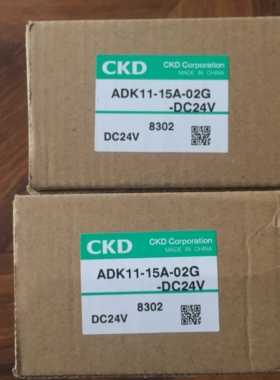 CKD CKD Corporation
MADE IN CHINA
ADK11-15A-02G
-DC24V
8302
DC24V
CKD CKD Corporation
MADE IN CHINA
ADK11-15A-02G
-DC24V
8302
DC24V